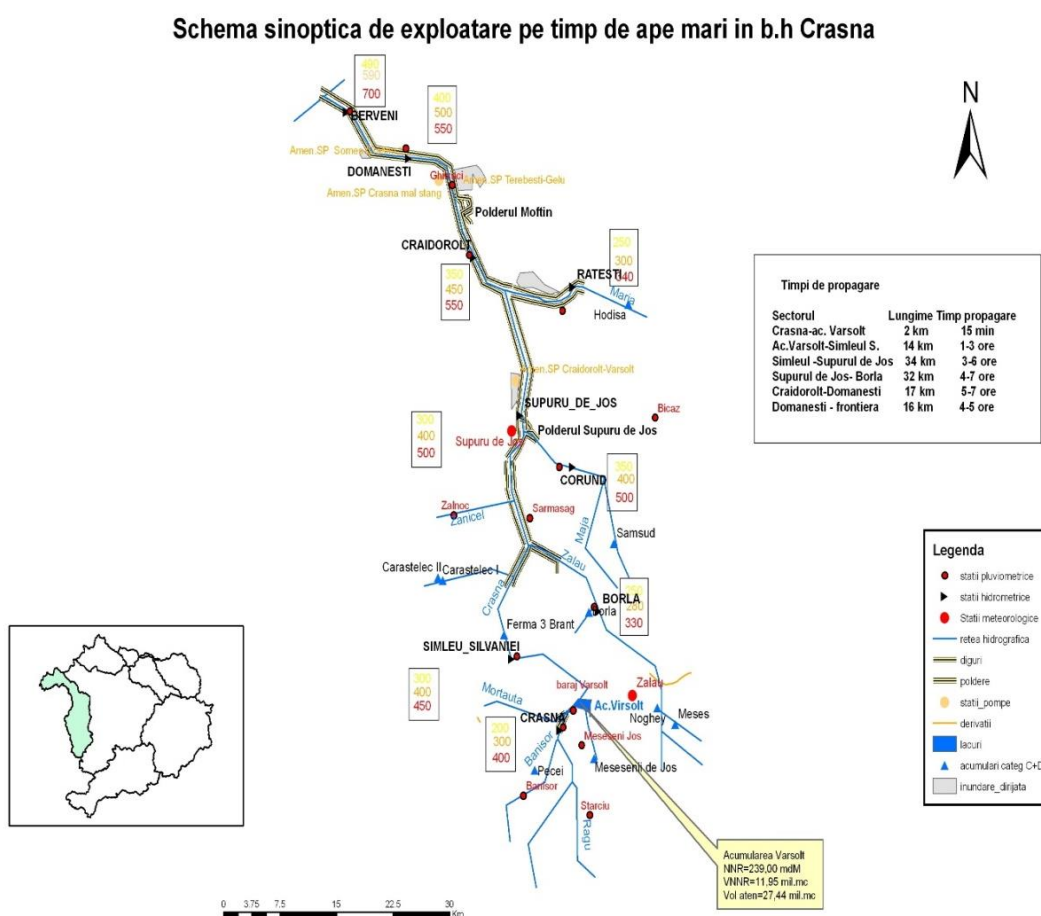 Schema sinoptica de exploatare pe timp de ape mari in b.h Crasna
590
700
BERVENI
400
500
550
N
Amen.SP
DOMANESTI
Amen.SP Terebesti-Gelu
Amen.SP Crasna mal stang
Polderul Moftin
CRAIDOROLT
350
450
550
250
300
340
RATESTI
Maria
Hodisa
Timpi de propagare
Sectorul Lungime Timp propagare
Crasna-ac. Varsolt 2 km 15 min
Ac.Varsolt-Simleul S. 14 km 1-3 ore
Simleul -Supurul de Jos 34 km 3-6 ore
Supurul de Jos- Borla 32 km 4-7 ore
Craidorolt-Domanesti 17 km 5-7 ore
Domanesti - frontiera 16 km 4-5 ore
Amen.SP Craidorolt-Varsolt
SUPURU_DE_JOS
Bicaz
Polderul Supuru de Jos
Supuru de Jos
300
400
500
CORUND
350
400
500
Zalnoc
Zanicel
Sarmasag
Maja
Samsud
Zalau
Carastelec II
Carastelec I
Crasna
BORLA
Borla
280
330
Ferma 3 Brant
SIMLEU_SILVANIEI
300
400
450
Mortauta
baraj Varsolt
Ac.Virsolt
Zalau
Noghey
Meses
CRASNA
200
300
400
Meseseni Jos
Banisor
Pecei
Mesesenii de Jos
Banisor
Starciu
Ragu
Legenda
statii pluviometrice
statii hidrometrice
Statii meteorologice
retea hidrografica
diguri
poldere
statii_pompe
derivatii
lacuri
acumulari categ C+D
inundare_dirijata
Acumularea Varsolt
NNR=239,00 mdM
VNNR=11,95 mil.mc
Vol aten=27,44 mil.mc
0 3.75 7.5 15 22.5 30
Km